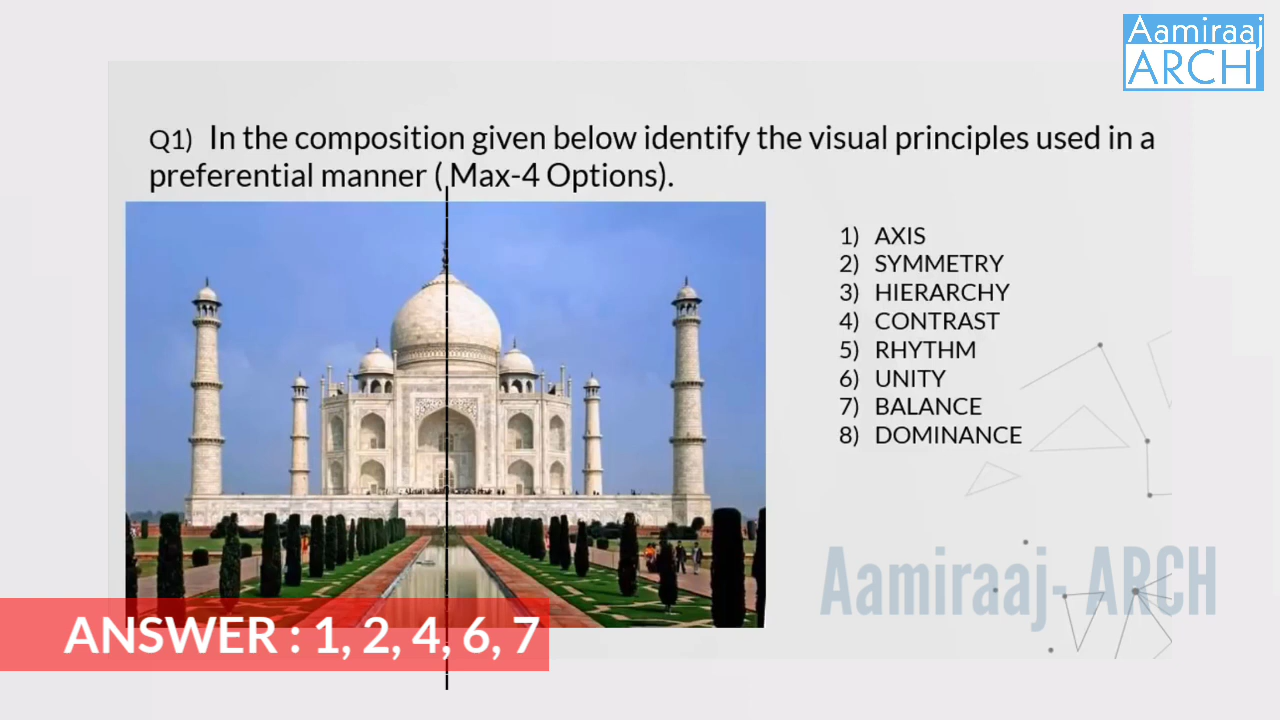 Aamiraaj
ARCH
Q1) In the composition given below identify the visual principles used in a
preferential manner ( Max-4 Options).
1) AXIS
2) SYMMETRY
3) HIERARCHY
4) CONTRAST
5) RHYTHM
6) UNITY
7) BALANCE
8) DOMINANCE
Aamiraaj- ARCH
ANSWER : 1, 2, 4, 6, 7